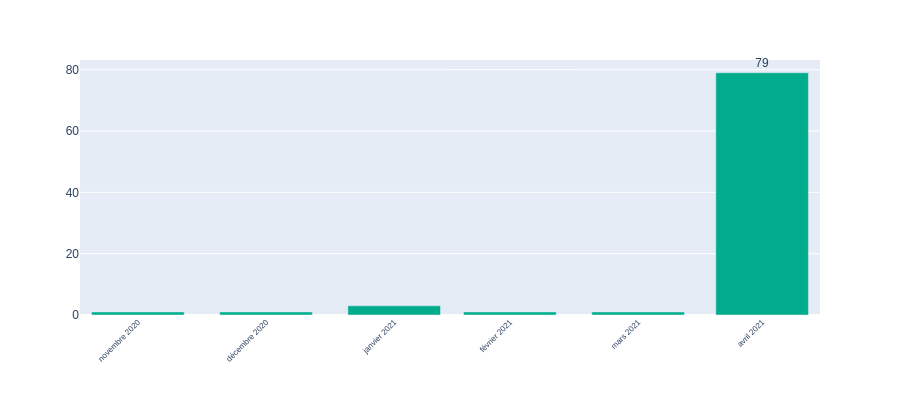 79
80
60
40
20
0
novembre 2020
décembre 2020
janvier 2021
février 2021
mars 2021
avril 2021